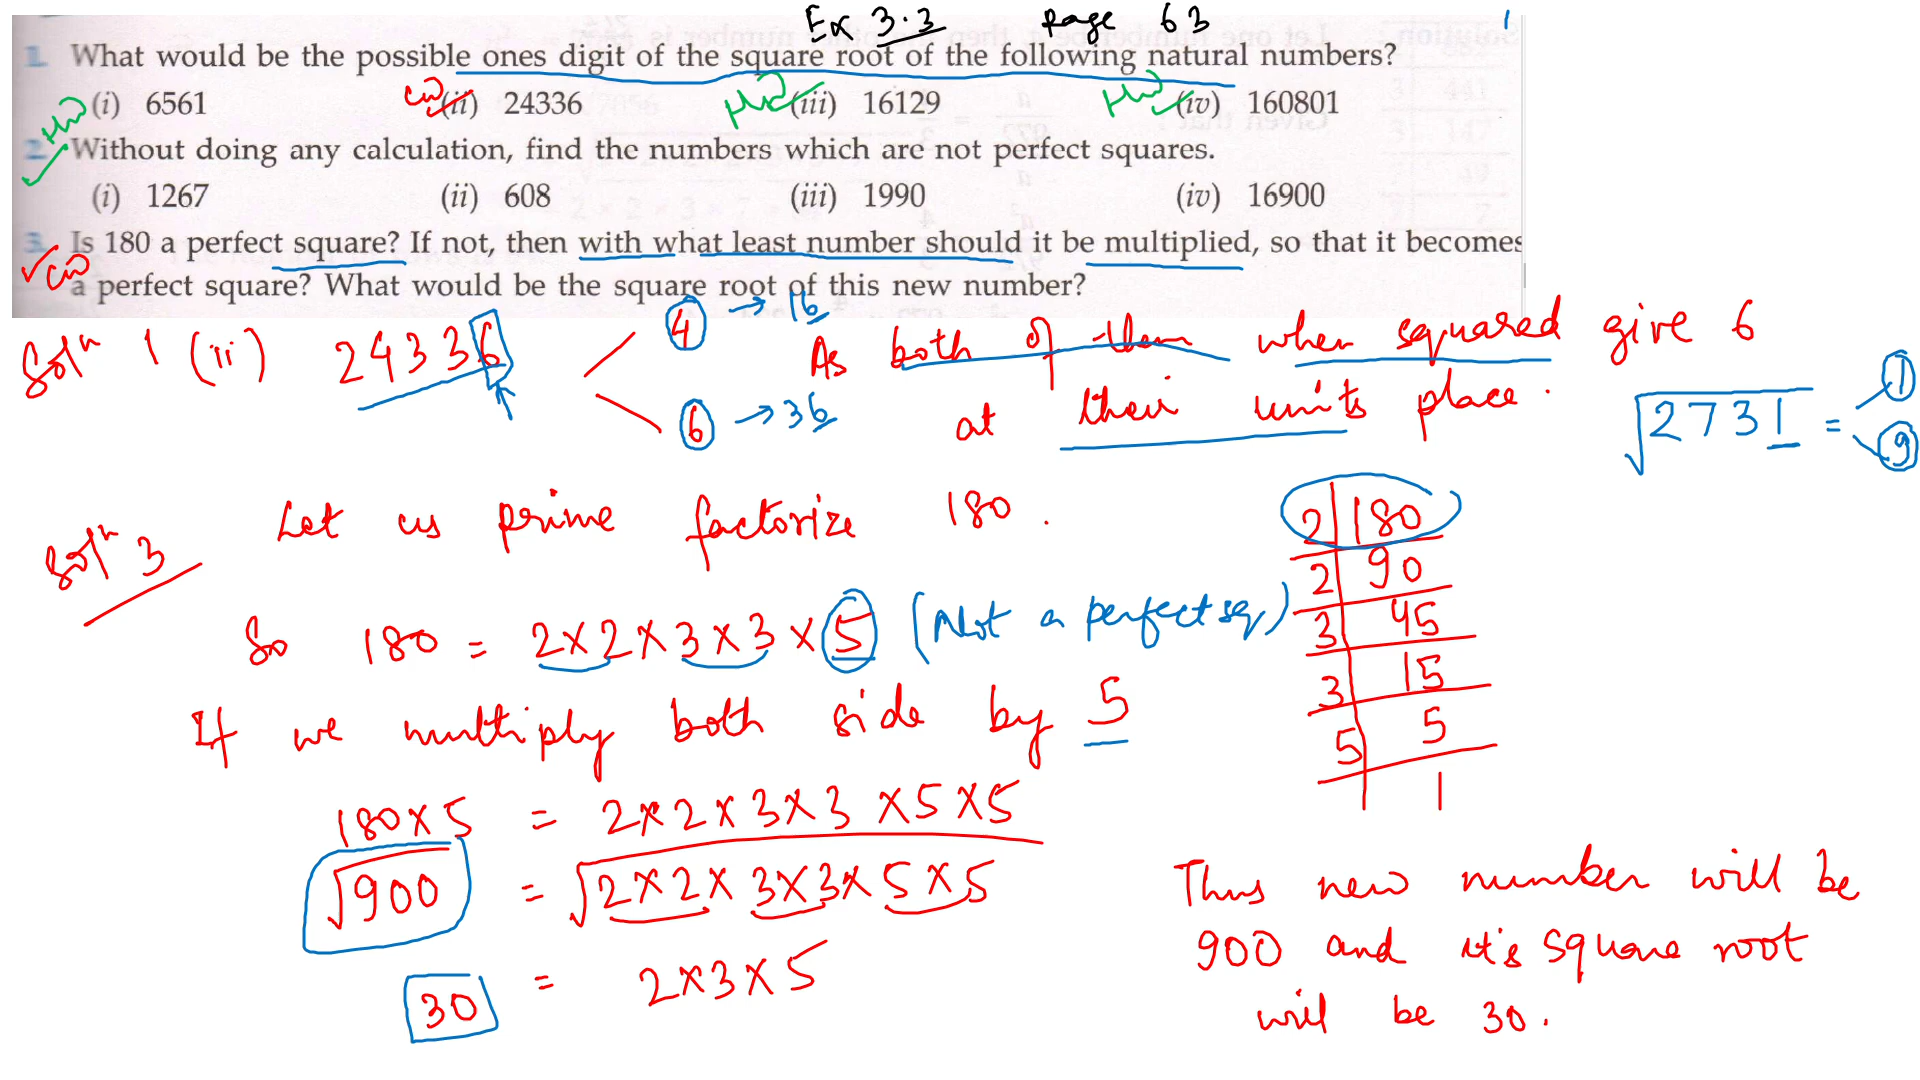 Ex 3.3 page 63
1. What would be the possible ones digit of the square root of the following natural numbers?
HW (i) 6561 CW (ii) 24336 HW (iii) 16129 HW (iv) 160801
2. Without doing any calculation, find the numbers which are not perfect squares.
(i) 1267 (ii) 608 (iii) 1990 (iv) 16900
3. Is 180 a perfect square? If not, then with what least number should it be multiplied, so that it becomes
CW a perfect square? What would be the square root of this new number?
Solⁿ 1 (ii) 24336 4 → 16 As both of them when squared give 6
6 → 36 at their units place.
√2731 = 1
9
Solⁿ 3 Let us prime factorize 180.
2 | 180
2 | 90
3 | 45
3 | 15
5 | 5
1
So 180 = 2×2×3×3×5 (Not a perfect sq)
If we multiply both side by 5
180×5 = 2×2×3×3×5×5
√900 = √2×2×3×3×5×5
30 = 2×3×5
Thus new number will be
900 and it's square root
will be 30.